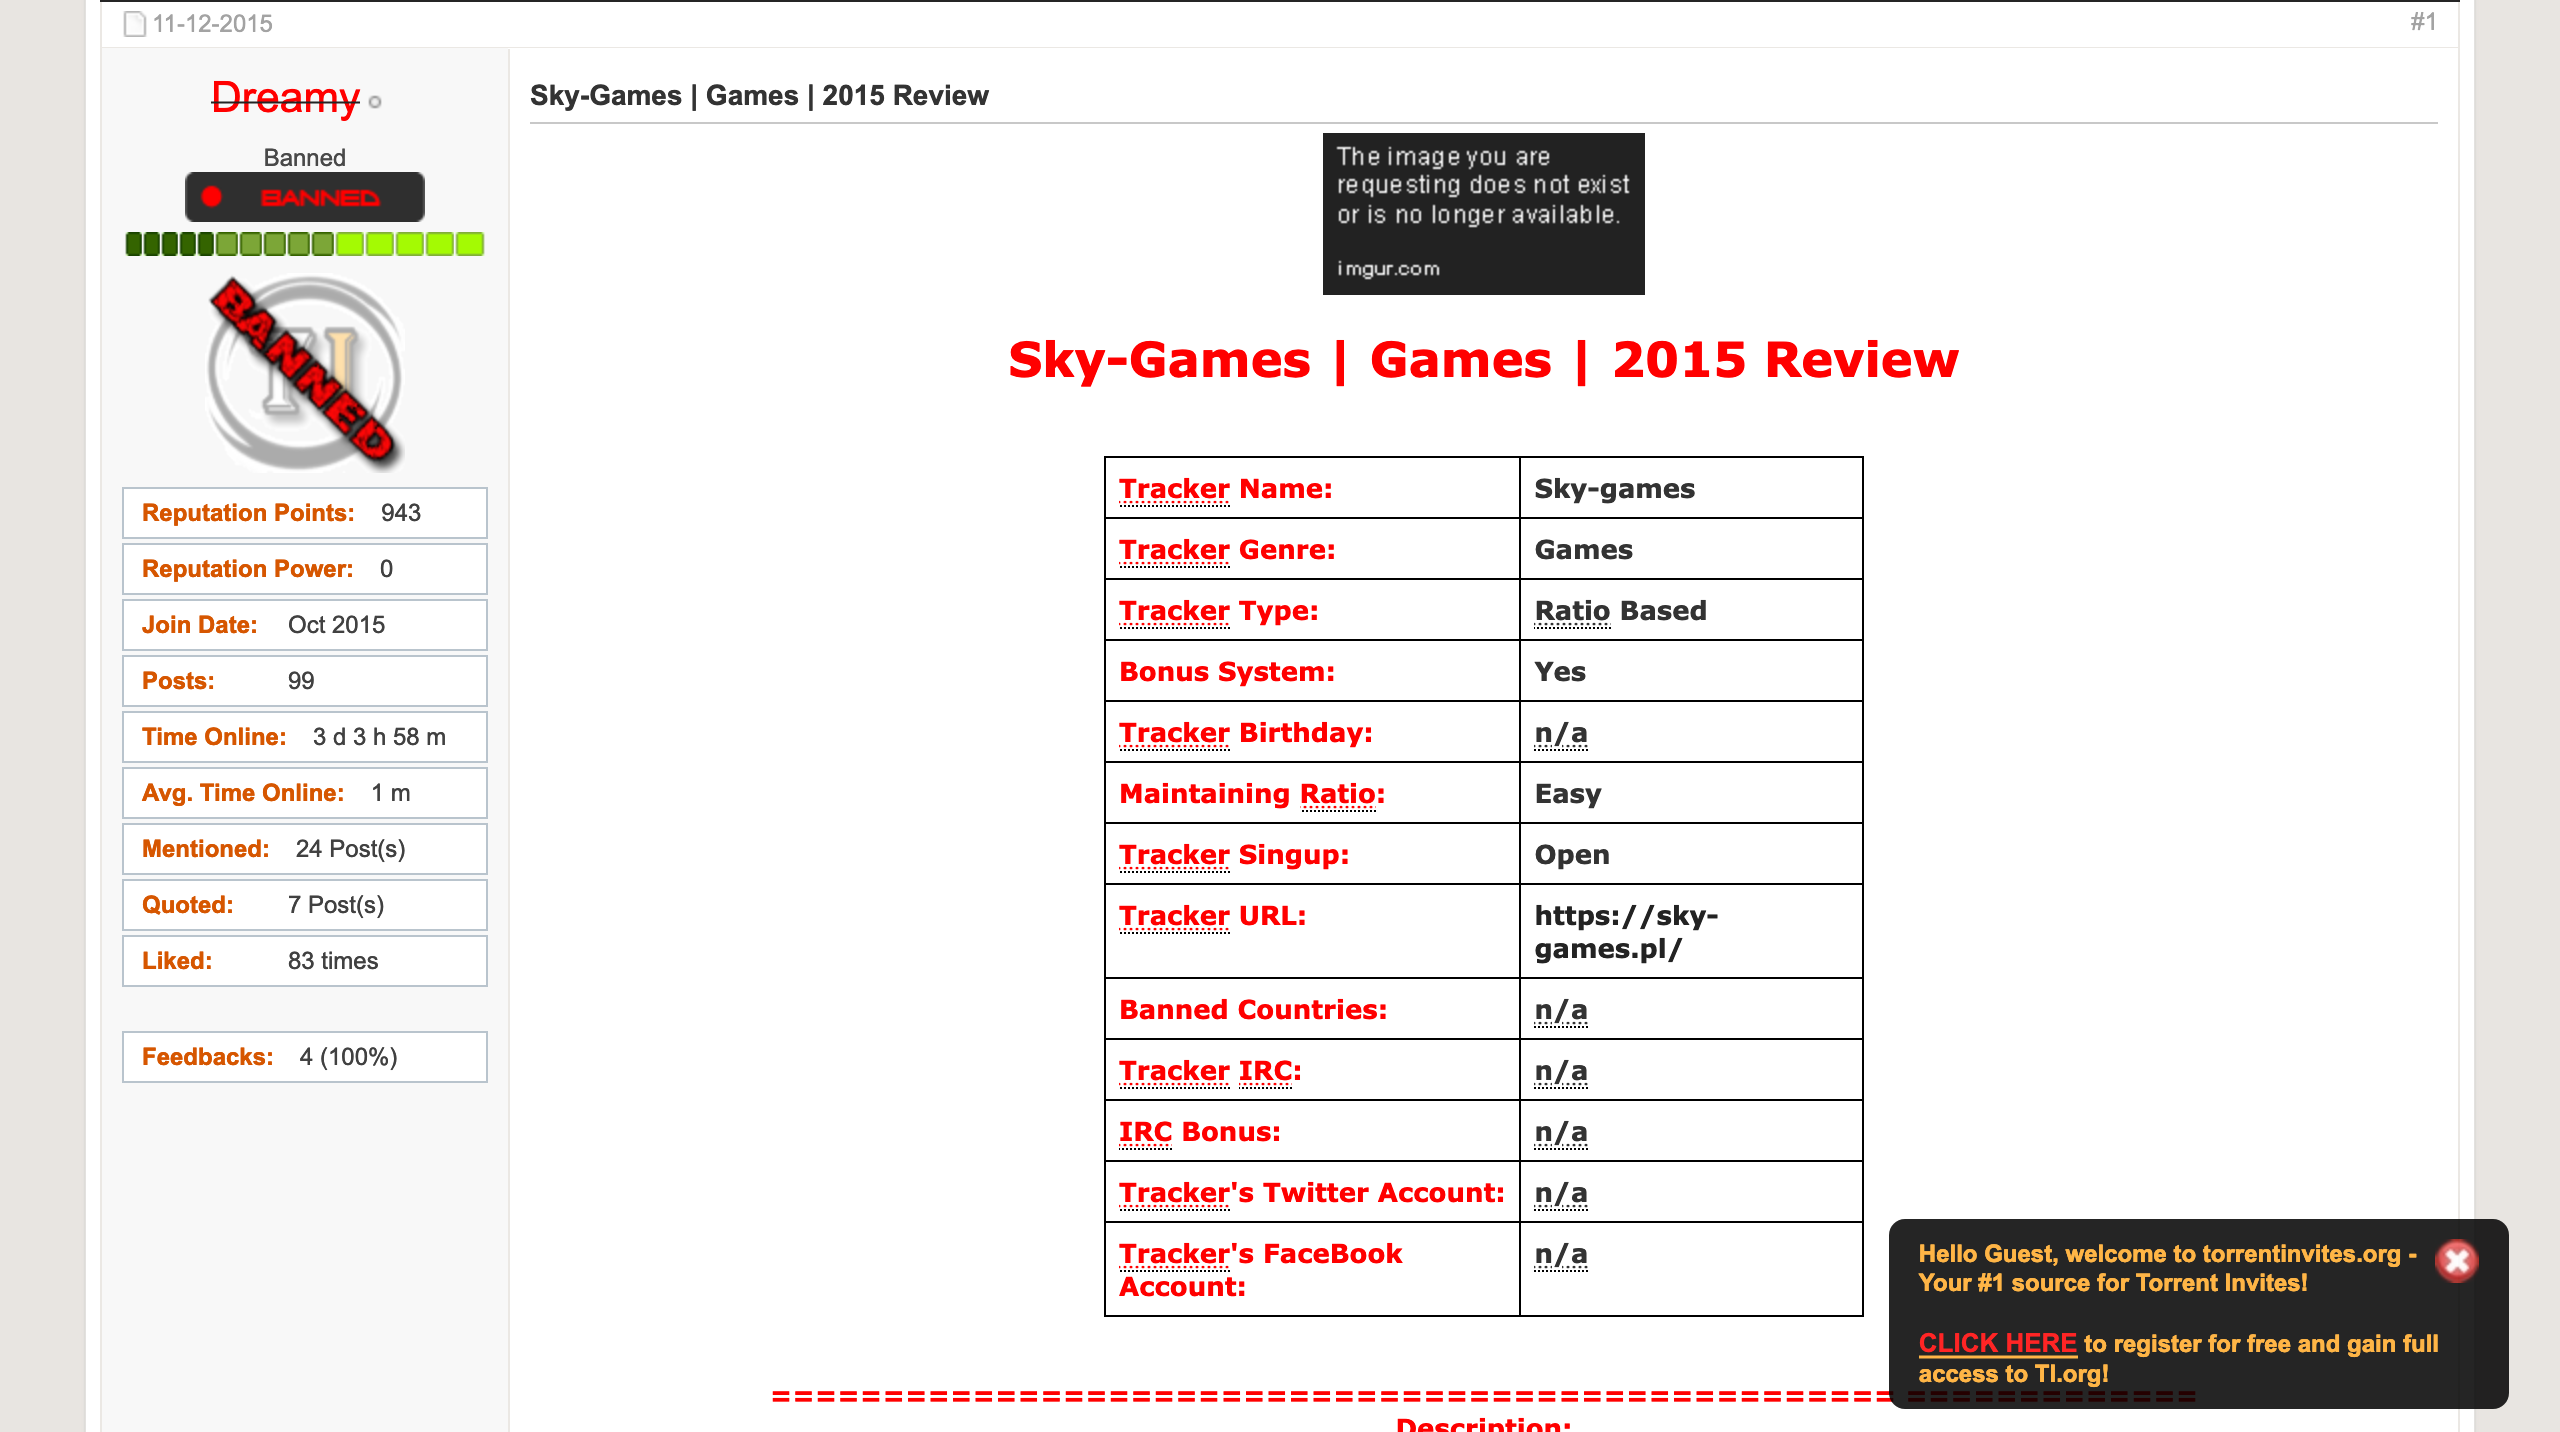 11-12-2015
#1
Dreamy
Banned
BANNED
BANNED
Reputation Points: 943
Reputation Power: 0
Join Date: Oct 2015
Posts: 99
Time Online: 3 d 3 h 58 m
Avg. Time Online: 1 m
Mentioned: 24 Post(s)
Quoted: 7 Post(s)
Liked: 83 times
Feedbacks: 4 (100%)
Sky-Games | Games | 2015 Review
The image you are
requesting does not exist
or is no longer available.
imgur.com
Sky-Games | Games | 2015 Review
Tracker Name: Sky-games
Tracker Genre: Games
Tracker Type: Ratio Based
Bonus System: Yes
Tracker Birthday: n/a
Maintaining Ratio: Easy
Tracker Singup: Open
Tracker URL: https://sky-
games.pl/
Banned Countries: n/a
Tracker IRC: n/a
IRC Bonus: n/a
Tracker's Twitter Account: n/a
Tracker's FaceBook n/a
Account:
Description:
Hello Guest, welcome to torrentinvites.org -
Your #1 source for Torrent Invites!
CLICK HERE to register for free and gain full
access to TI.org!